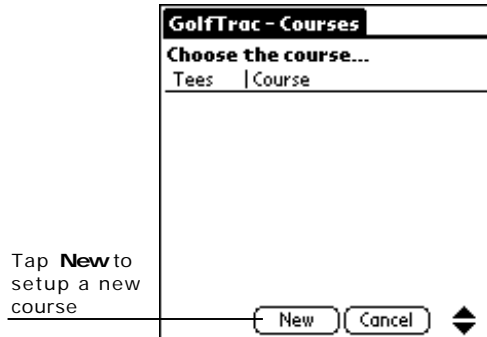 GolfTrac - Courses
Choose the course...
Tees | Course
Tap New to
setup a new
course
New Cancel